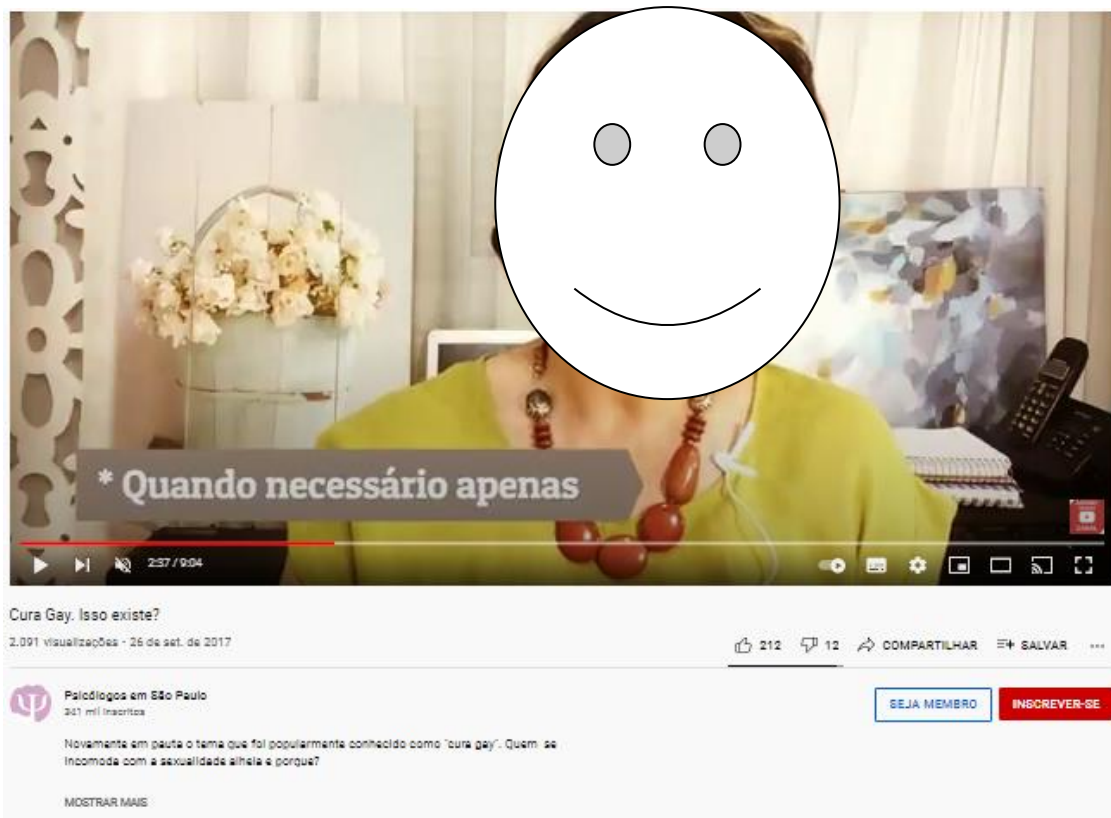 * Quando necessário apenas
2:37 / 9:04
Cura Gay. Isso existe?
2.091 visualizações • 26 de set. de 2017
212
12
COMPARTILHAR
SALVAR
Psicólogos em São Paulo
341 mil inscritos
SEJA MEMBRO
INSCREVER-SE
Novamente em pauta o tema que foi popularmente conhecido como "cura gay". Quem se
incomoda com a sexualidade alheia e porque?
MOSTRAR MAIS